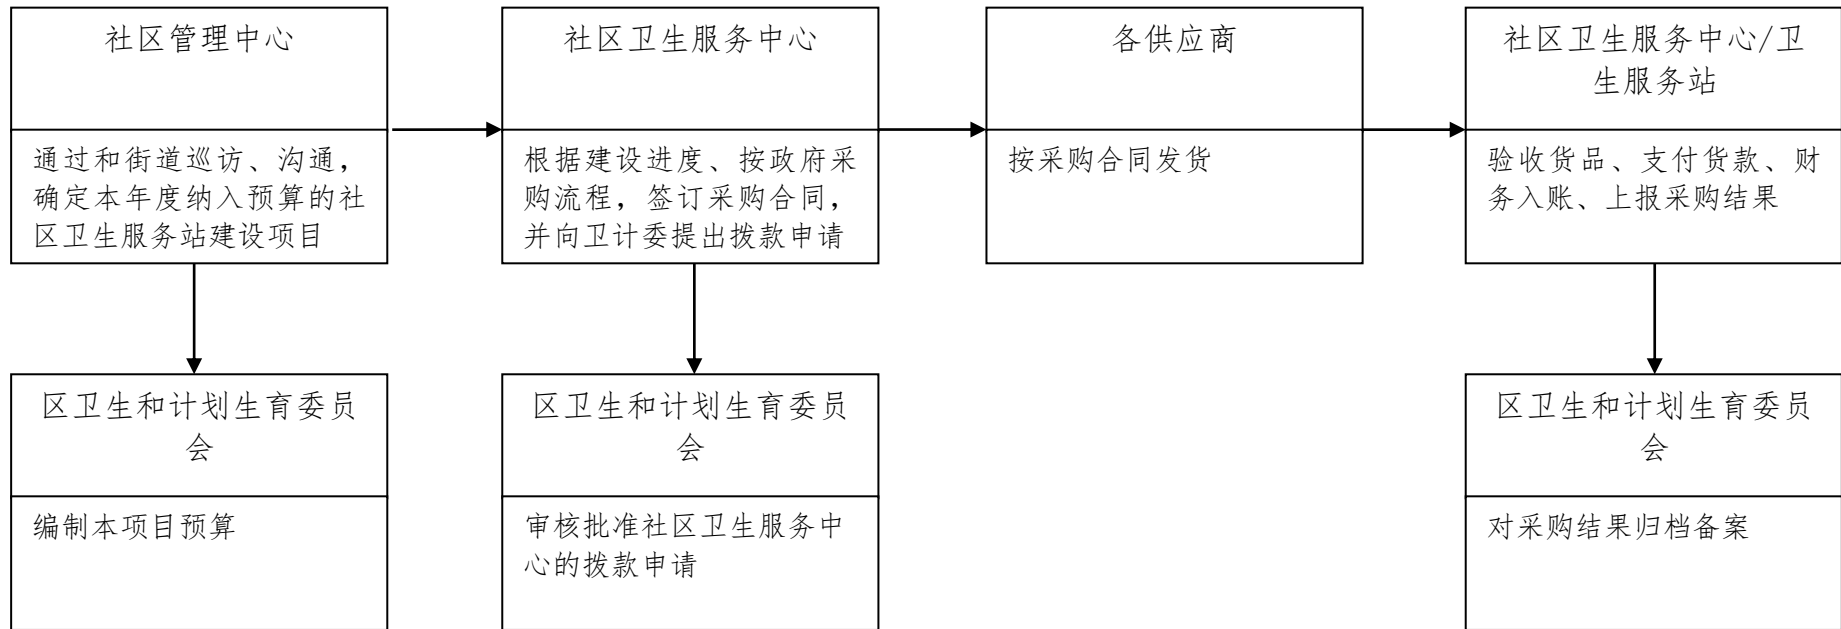 社区管理中心
通过和街道巡访、沟通，
确定本年度纳入预算的社
区卫生服务站建设项目
社区卫生服务中心
根据建设进度、按政府采
购流程，签订采购合同，
并向卫计委提出拨款申请
各供应商
按采购合同发货
社区卫生服务中心/卫
生服务站
验收货品、支付货款、财
务入账、上报采购结果
区卫生和计划生育委员
会
编制本项目预算
区卫生和计划生育委员
会
审核批准社区卫生服务中
心的拨款申请
区卫生和计划生育委员
会
对采购结果归档备案